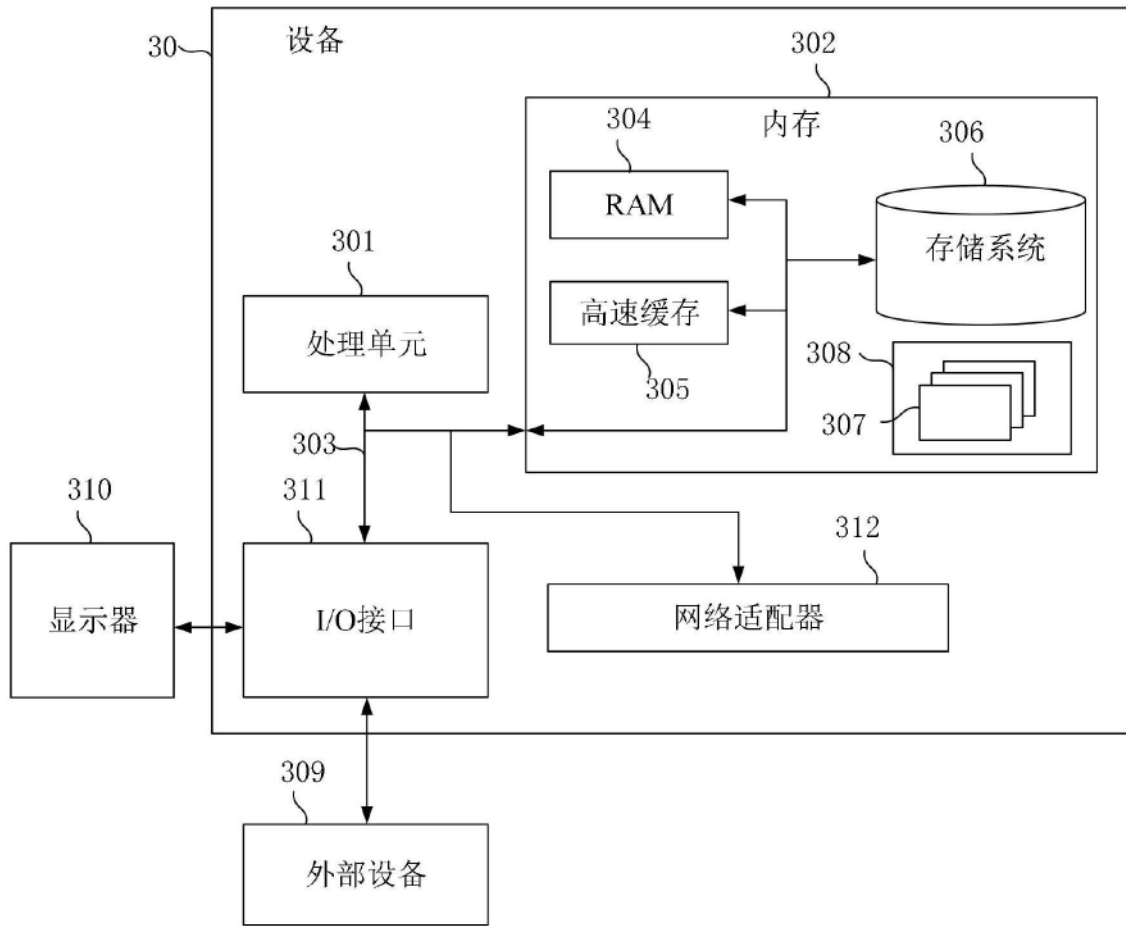 30
设备
302
内存
304
RAM
306
存储系统
301
处理单元
高速缓存
305
308
307
303
310
311
312
显示器
I/O接口
网络适配器
309
外部设备